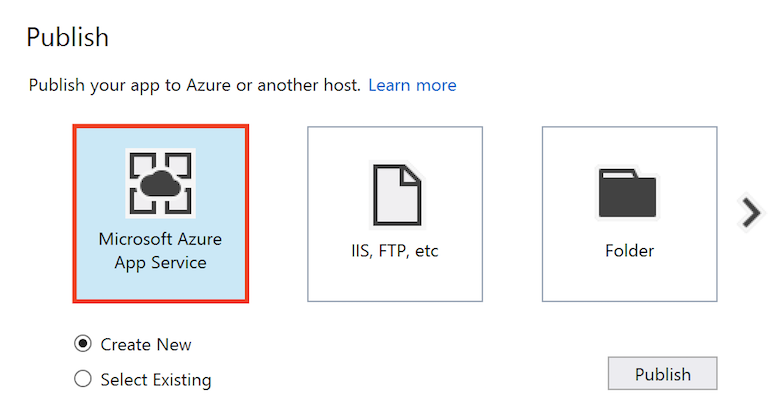 Publish
Publish your app to Azure or another host. Learn more
Microsoft Azure
App Service
IIS, FTP, etc
Folder
Create New
Select Existing
Publish